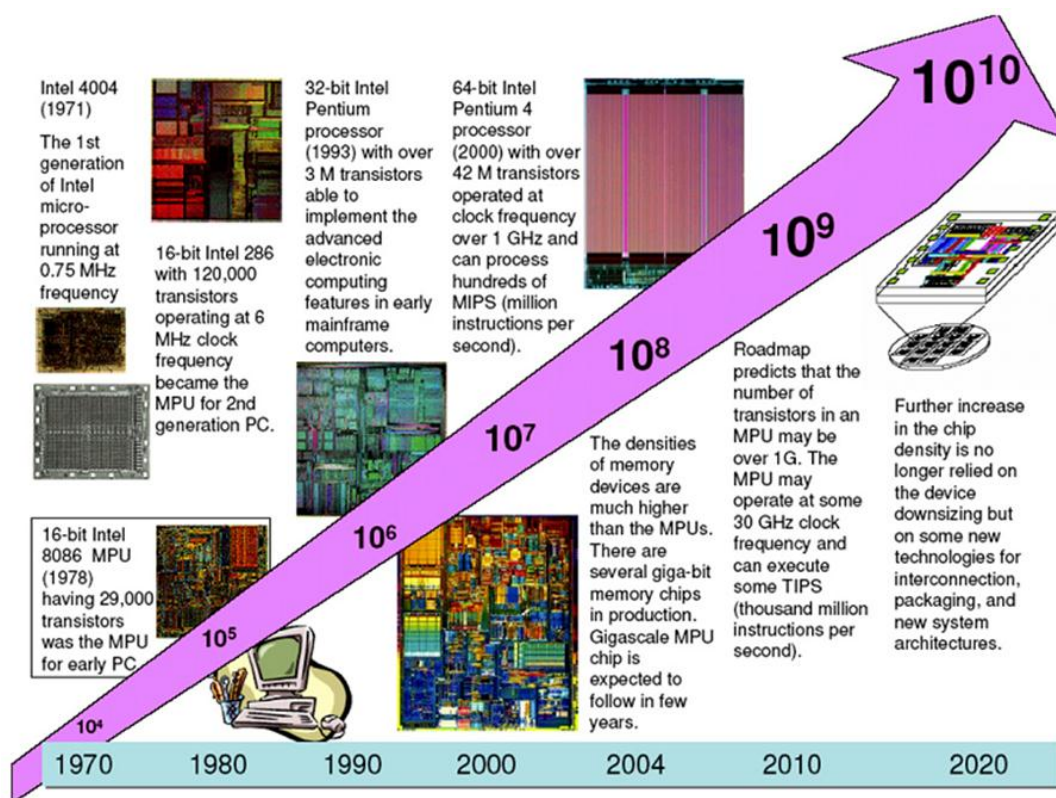 Intel 4004
(1971)
The 1st
generation
of Intel
micro-
processor
running at
0.75 MHz
frequency
16-bit Intel 286
with 120,000
transistors
operating at 6
MHz clock
frequency
became the
MPU for 2nd
generation PC.
32-bit Intel
Pentium
processor
(1993) with over
3 M transistors
able to
implement the
advanced
electronic
computing
features in early
mainframe
computers.
64-bit Intel
Pentium 4
processor
(2000) with over
42 M transistors
operated at
clock frequency
over 1 GHz and
can process
hundreds of
MIPS (million
instructions per
second).
16-bit Intel
8086 MPU
(1978)
having 29,000
transistors
was the MPU
for early PC
The densities
of memory
devices are
much higher
than the MPUs.
There are
several giga-bit
memory chips
in production.
Gigascale MPU
chip is
expected to
follow in few
years.
Roadmap
predicts that the
number of
transistors in an
MPU may be
over 1G. The
MPU may
operate at some
30 GHz clock
frequency and
can execute
some TIPS
(thousand million
instructions per
second).
Further increase
in the chip
density is no
longer relied on
the device
downsizing but
on some new
technologies for
interconnection,
packaging, and
new system
architectures.
10⁴
10⁵
10⁶
10⁷
10⁸
10⁹
10¹⁰
1970 1980 1990 2000 2004 2010 2020